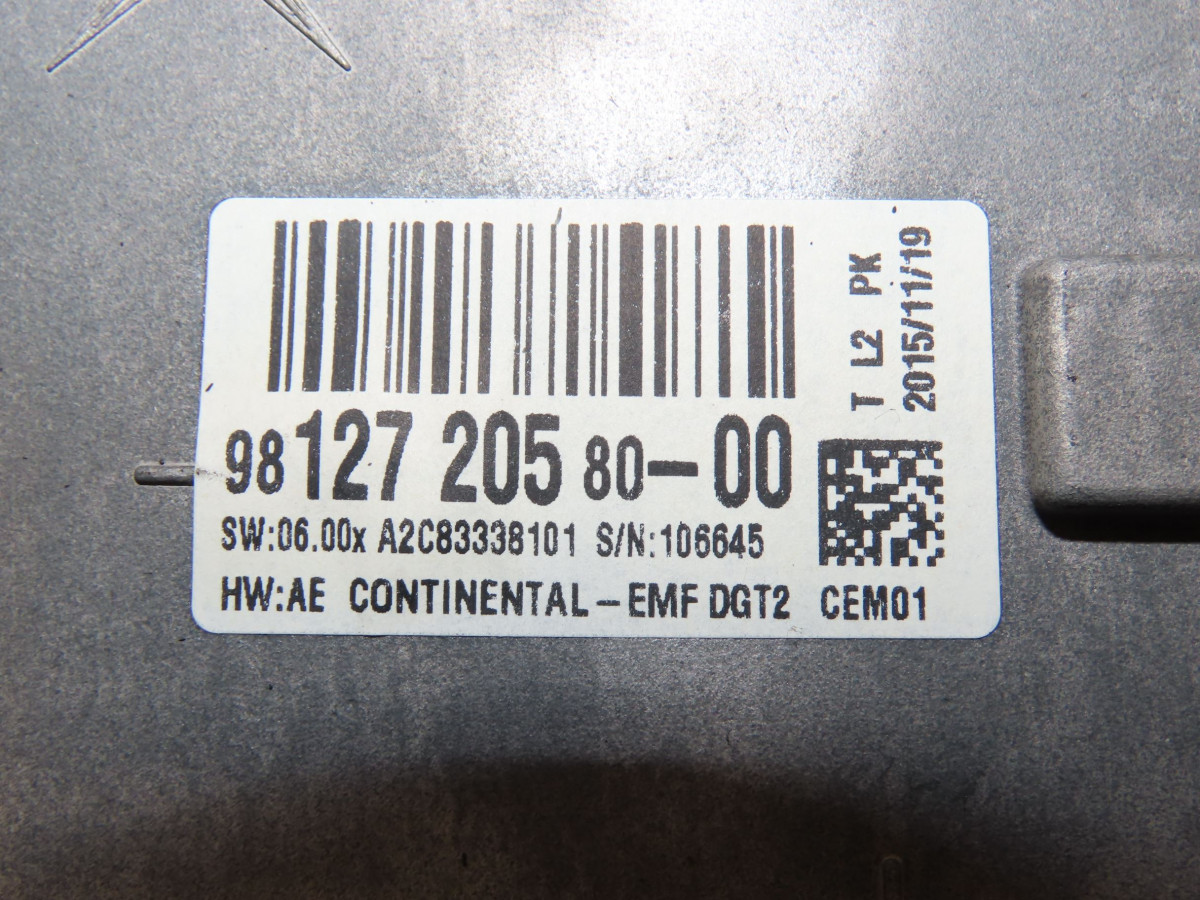 98 127 205 80-00
SW:06.00x A2C83338101 S/N:106645
HW:AE CONTINENTAL-EMF DGT2 CEM01
T L2 PK
2015/11/19